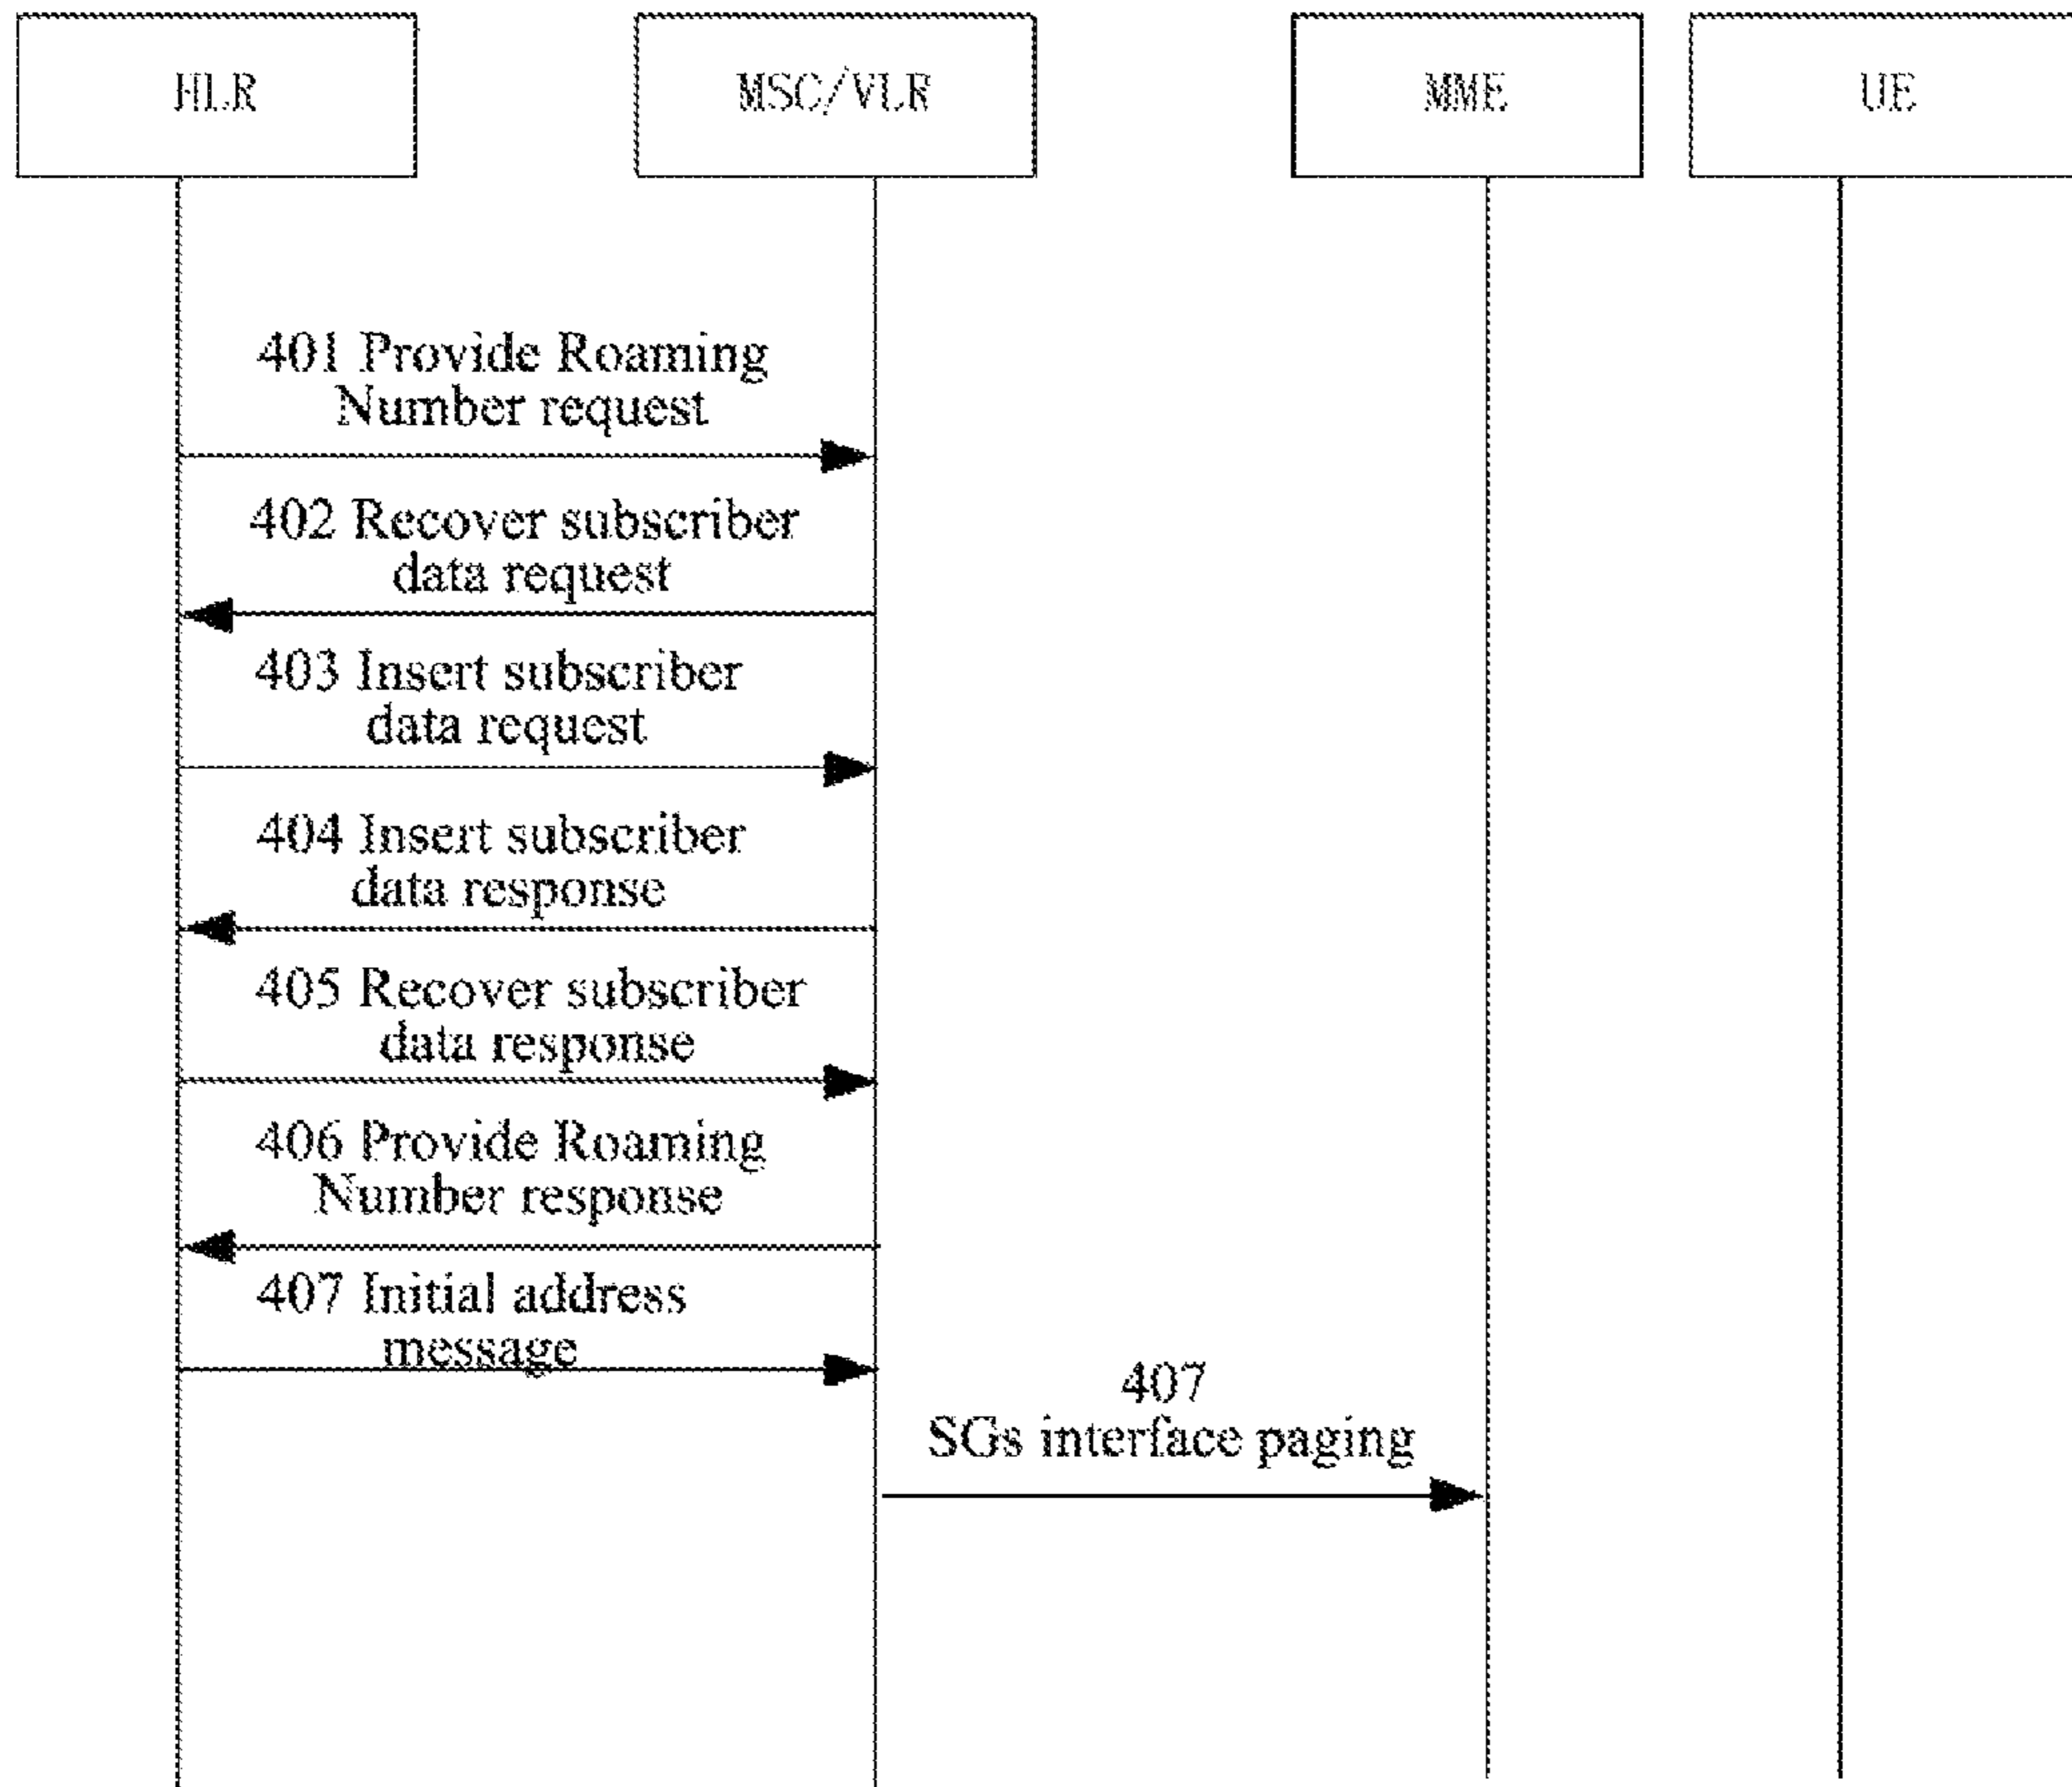 HLR
MSC/VLR
MME
UE
401 Provide Roaming
Number request
402 Recover subscriber
data request
403 Insert subscriber
data request
404 Insert subscriber
data response
405 Recover subscriber
data response
406 Provide Roaming
Number response
407 Initial address
message
407
SGs interface paging